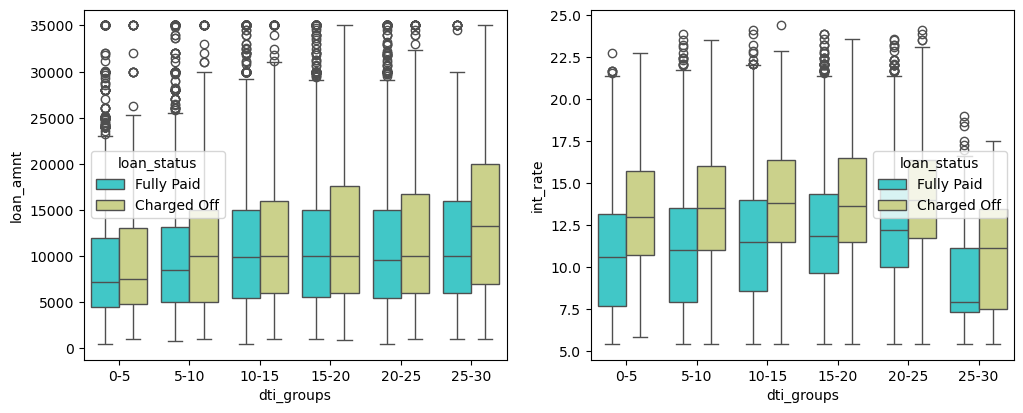 35000
30000
25000
20000
15000
10000
5000
0
loan_amnt
loan_status
Fully Paid
Charged Off
0-5
5-10
10-15
15-20
20-25
25-30
dti_groups
25.0
22.5
20.0
17.5
15.0
12.5
10.0
7.5
5.0
int_rate
loan_status
Fully Paid
Charged Off
0-5
5-10
10-15
15-20
20-25
25-30
dti_groups